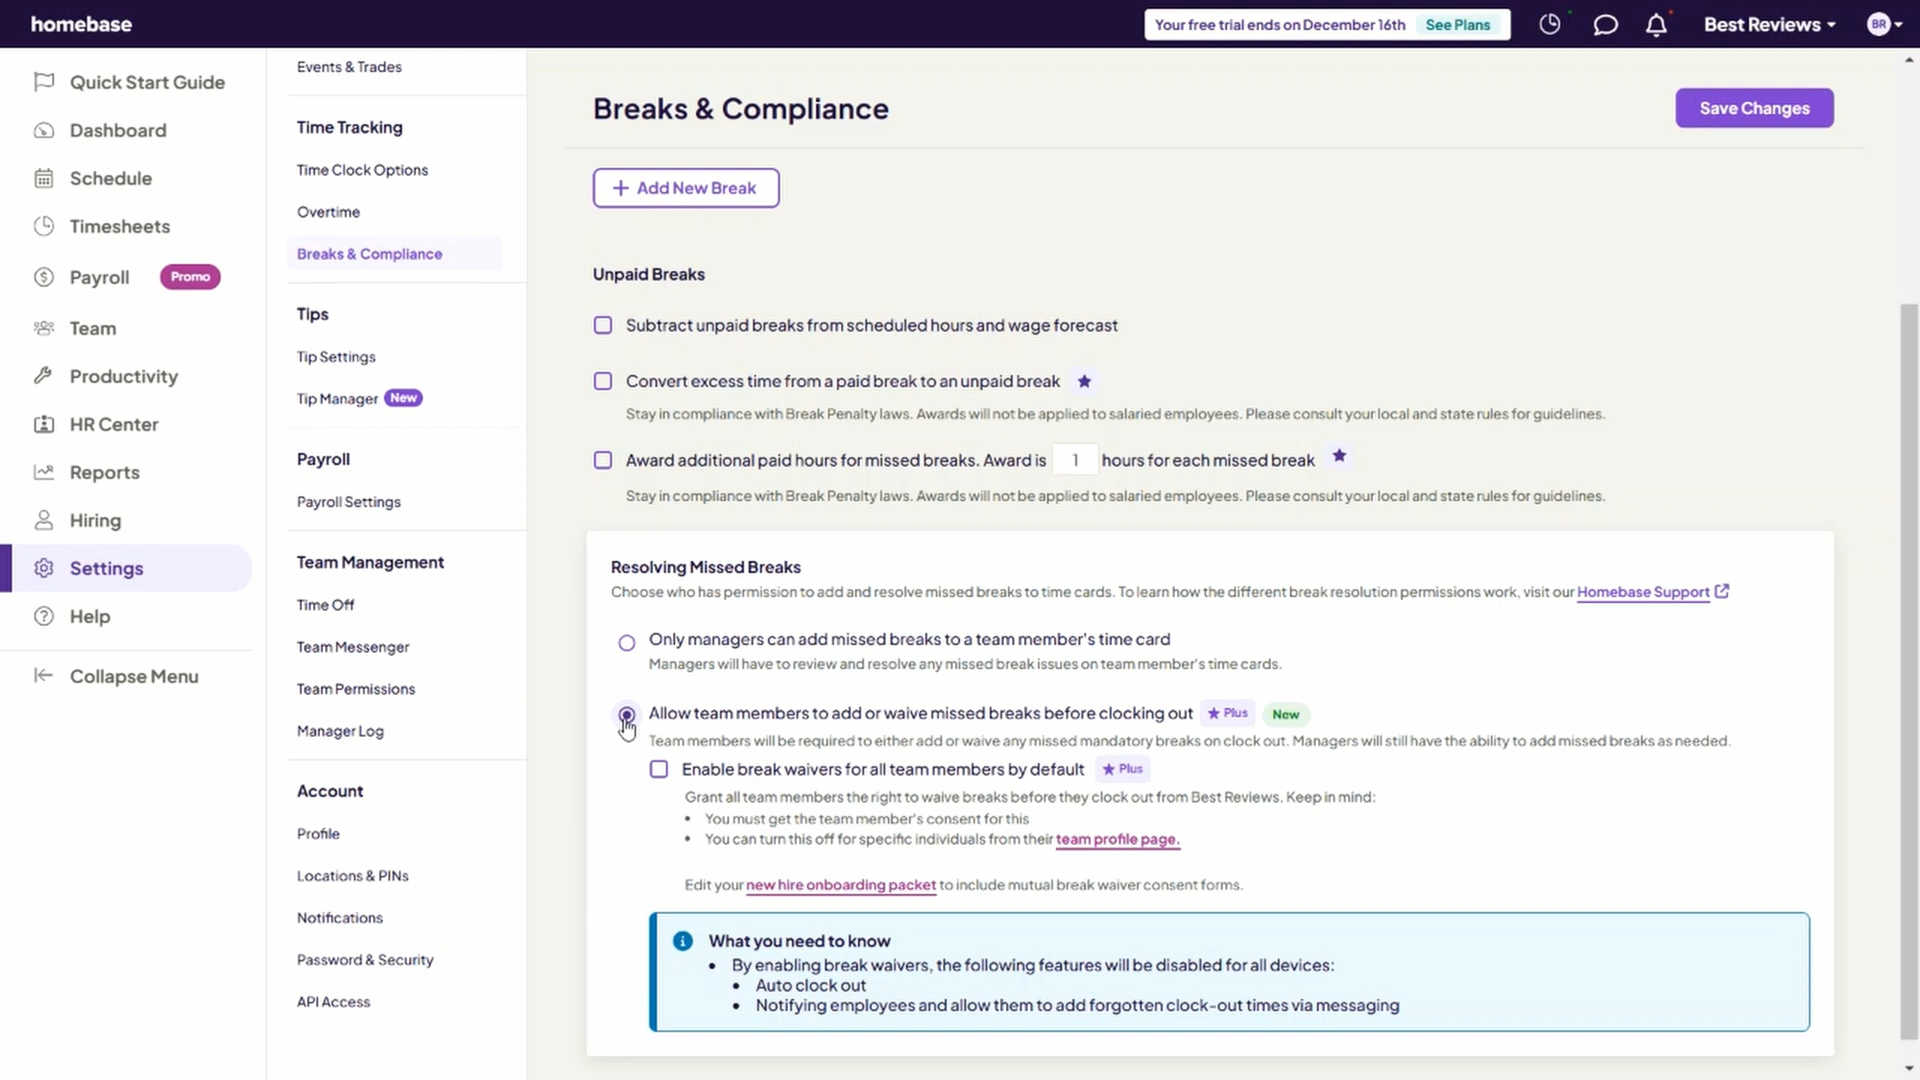 homebase
Your free trial ends on December 16th See Plans
Best Reviews
BR
Quick Start Guide
Dashboard
Schedule
Timesheets
Payroll Promo
Team
Productivity
HR Center
Reports
Hiring
Settings
Help
Collapse Menu
Events & Trades
Time Tracking
Time Clock Options
Overtime
Breaks & Compliance
Tips
Tip Settings
Tip Manager New
Payroll
Payroll Settings
Team Management
Time Off
Team Messenger
Team Permissions
Manager Log
Account
Profile
Locations & PINs
Notifications
Password & Security
API Access
Breaks & Compliance
Save Changes
+ Add New Break
Unpaid Breaks
Subtract unpaid breaks from scheduled hours and wage forecast
Convert excess time from a paid break to an unpaid break
Stay in compliance with Break Penalty laws. Awards will not be applied to salaried employees. Please consult your local and state rules for guidelines.
Award additional paid hours for missed breaks. Award is 1 hours for each missed break
Stay in compliance with Break Penalty laws. Awards will not be applied to salaried employees. Please consult your local and state rules for guidelines.
Resolving Missed Breaks
Choose who has permission to add and resolve missed breaks to time cards. To learn how the different break resolution permissions work, visit our Homebase Support
Only managers can add missed breaks to a team member's time card
Managers will have to review and resolve any missed break issues on team member's time cards.
Allow team members to add or waive missed breaks before clocking out Plus New
Team members will be required to either add or waive any missed mandatory breaks on clock out. Managers will still have the ability to add missed breaks as needed.
Enable break waivers for all team members by default Plus
Grant all team members the right to waive breaks before they clock out from Best Reviews. Keep in mind:
• You must get the team member's consent for this
• You can turn this off for specific individuals from their team profile page.
Edit your new hire onboarding packet to include mutual break waiver consent forms.
What you need to know
• By enabling break waivers, the following features will be disabled for all devices:
• Auto clock out
• Notifying employees and allow them to add forgotten clock-out times via messaging